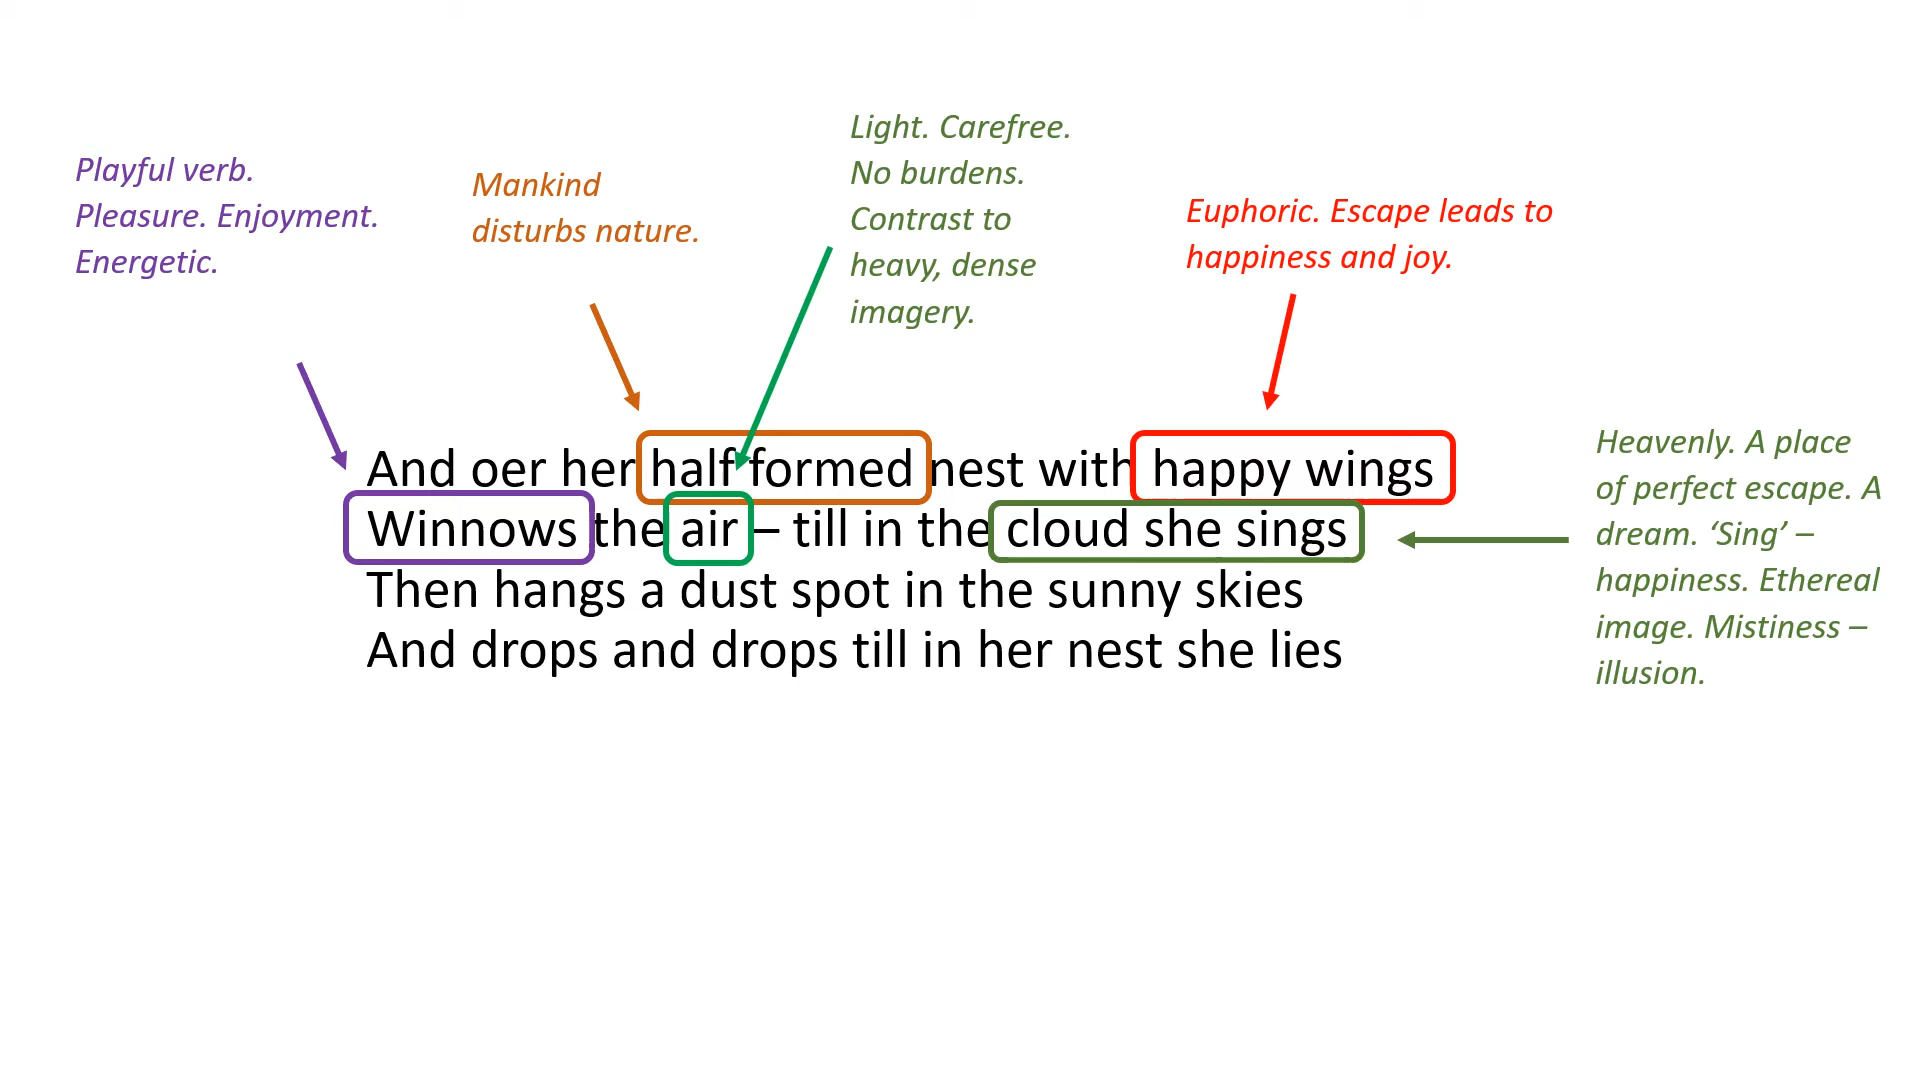 Playful verb.
Pleasure. Enjoyment.
Energetic.
Mankind
disturbs nature.
Light. Carefree.
No burdens.
Contrast to
heavy, dense
imagery.
Euphoric. Escape leads to
happiness and joy.
And oer her half formed nest with happy wings
Winnows the air – till in the cloud she sings
Then hangs a dust spot in the sunny skies
And drops and drops till in her nest she lies
Heavenly. A place
of perfect escape. A
dream. ‘Sing’ –
happiness. Ethereal
image. Mistiness –
illusion.